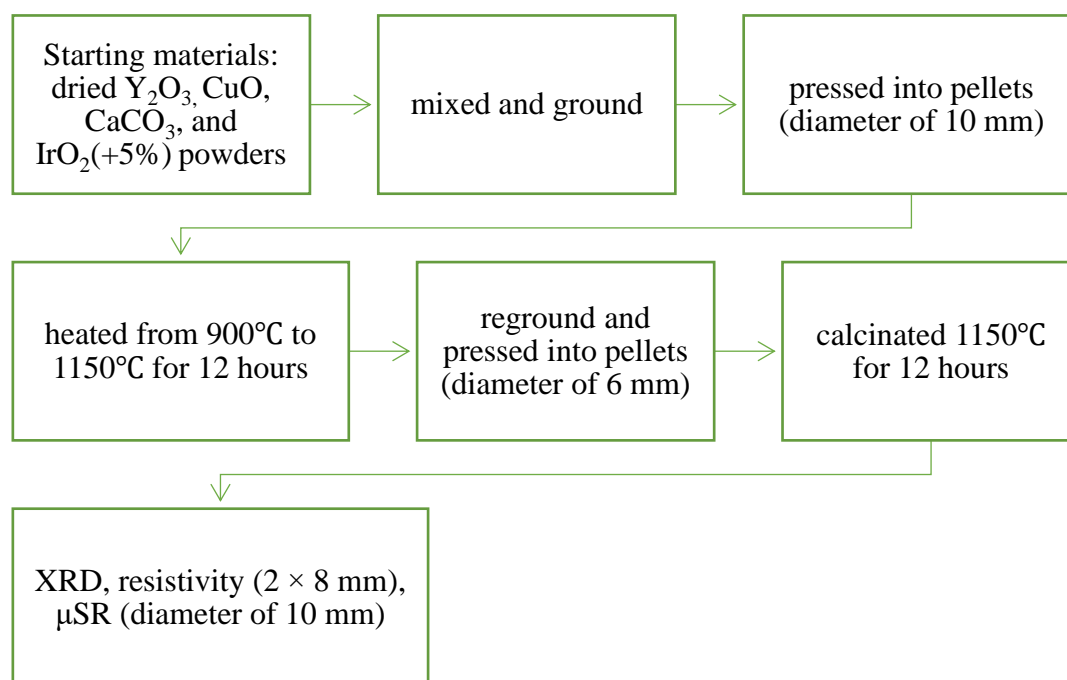 Starting materials:
dried Y₂O₃, CuO,
CaCO₃, and
IrO₂(+5%) powders
mixed and ground
pressed into pellets
(diameter of 10 mm)
heated from 900℃ to
1150℃ for 12 hours
reground and
pressed into pellets
(diameter of 6 mm)
calcinated 1150℃
for 12 hours
XRD, resistivity (2 × 8 mm),
μSR (diameter of 10 mm)